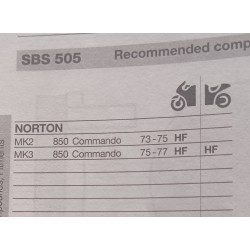 SBS 505 Recommended comp
NORTON
MK2 850 Commando 73-75 HF
MK3 850 Commando 75-77 HF HF